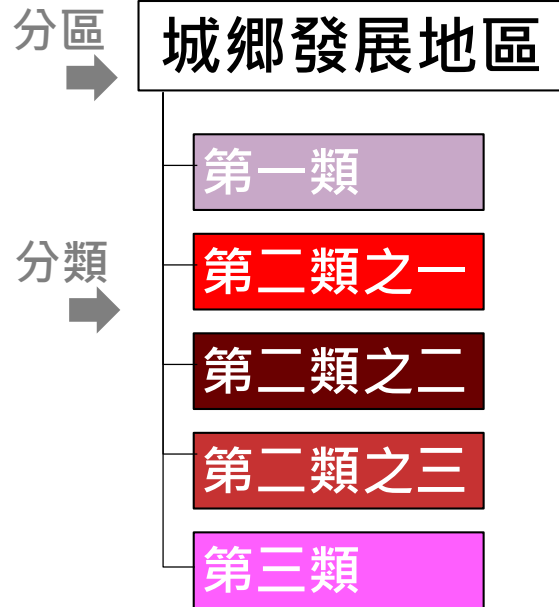 分區
城鄉發展地區
第一類
分類
第二類之一
第二類之二
第二類之三
第三類